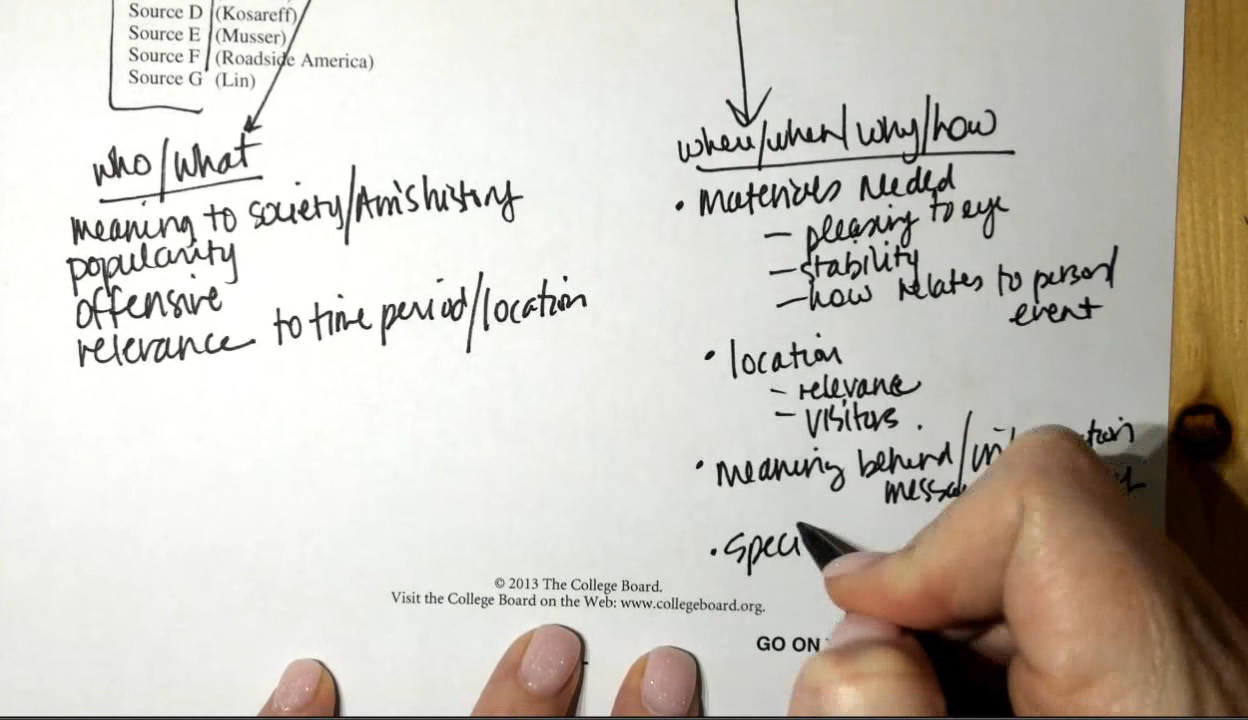 Source D (Kosareff)
Source E (Musser)
Source F (Roadside America)
Source G (Lin)
who/what
meaning to society/Am's history
popularity
offensive
relevance to time period/location
where/when/why/how
• Materials needed
– pleasing to eye
– stability
– how relates to person/
event
• location
– relevance
– visitors.
• Meaning behind/
• speci
© 2013 The College Board.
Visit the College Board on the Web: www.collegeboard.org.
GO ON